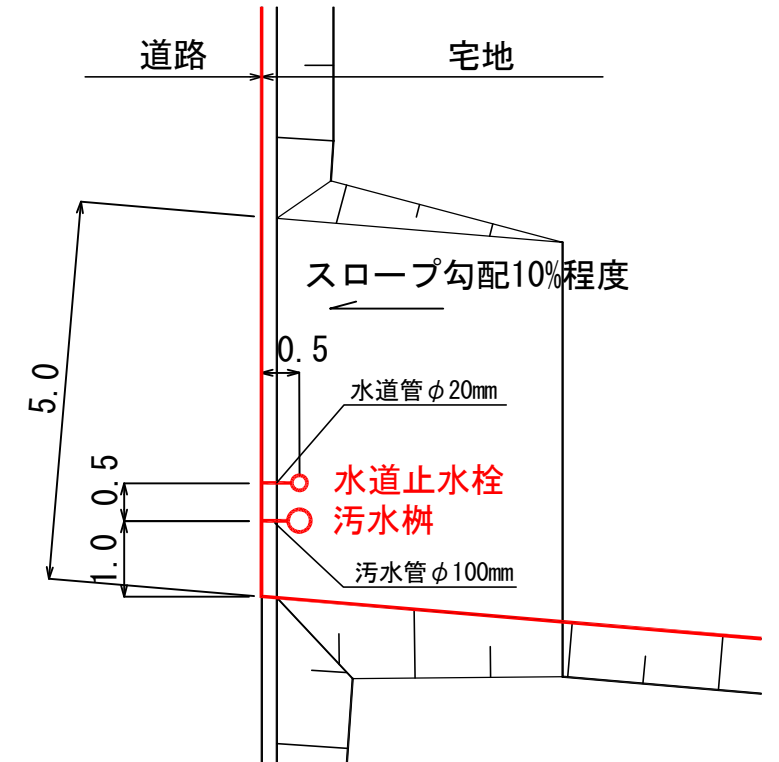 道路
宅地
スロープ勾配10%程度
0.5
5.0
水道管φ20mm
0.5
水道止水栓
汚水桝
1.0
汚水管φ100mm